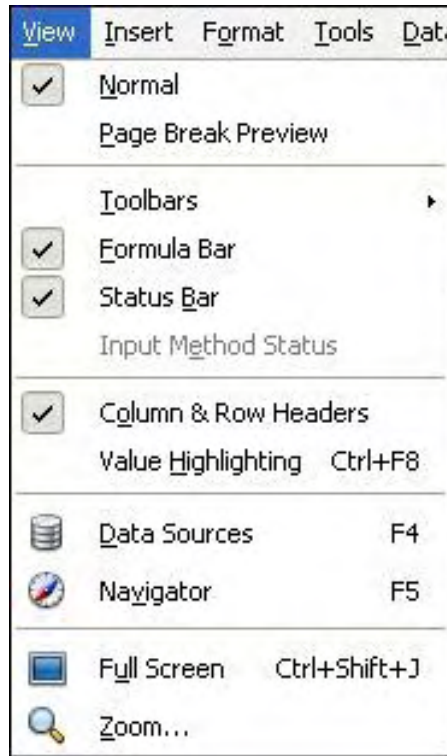 View Insert Format Tools Data
Normal
Page Break Preview
Toolbars
Formula Bar
Status Bar
Input Method Status
Column & Row Headers
Value Highlighting Ctrl+F8
Data Sources F4
Navigator F5
Full Screen Ctrl+Shift+J
Zoom...